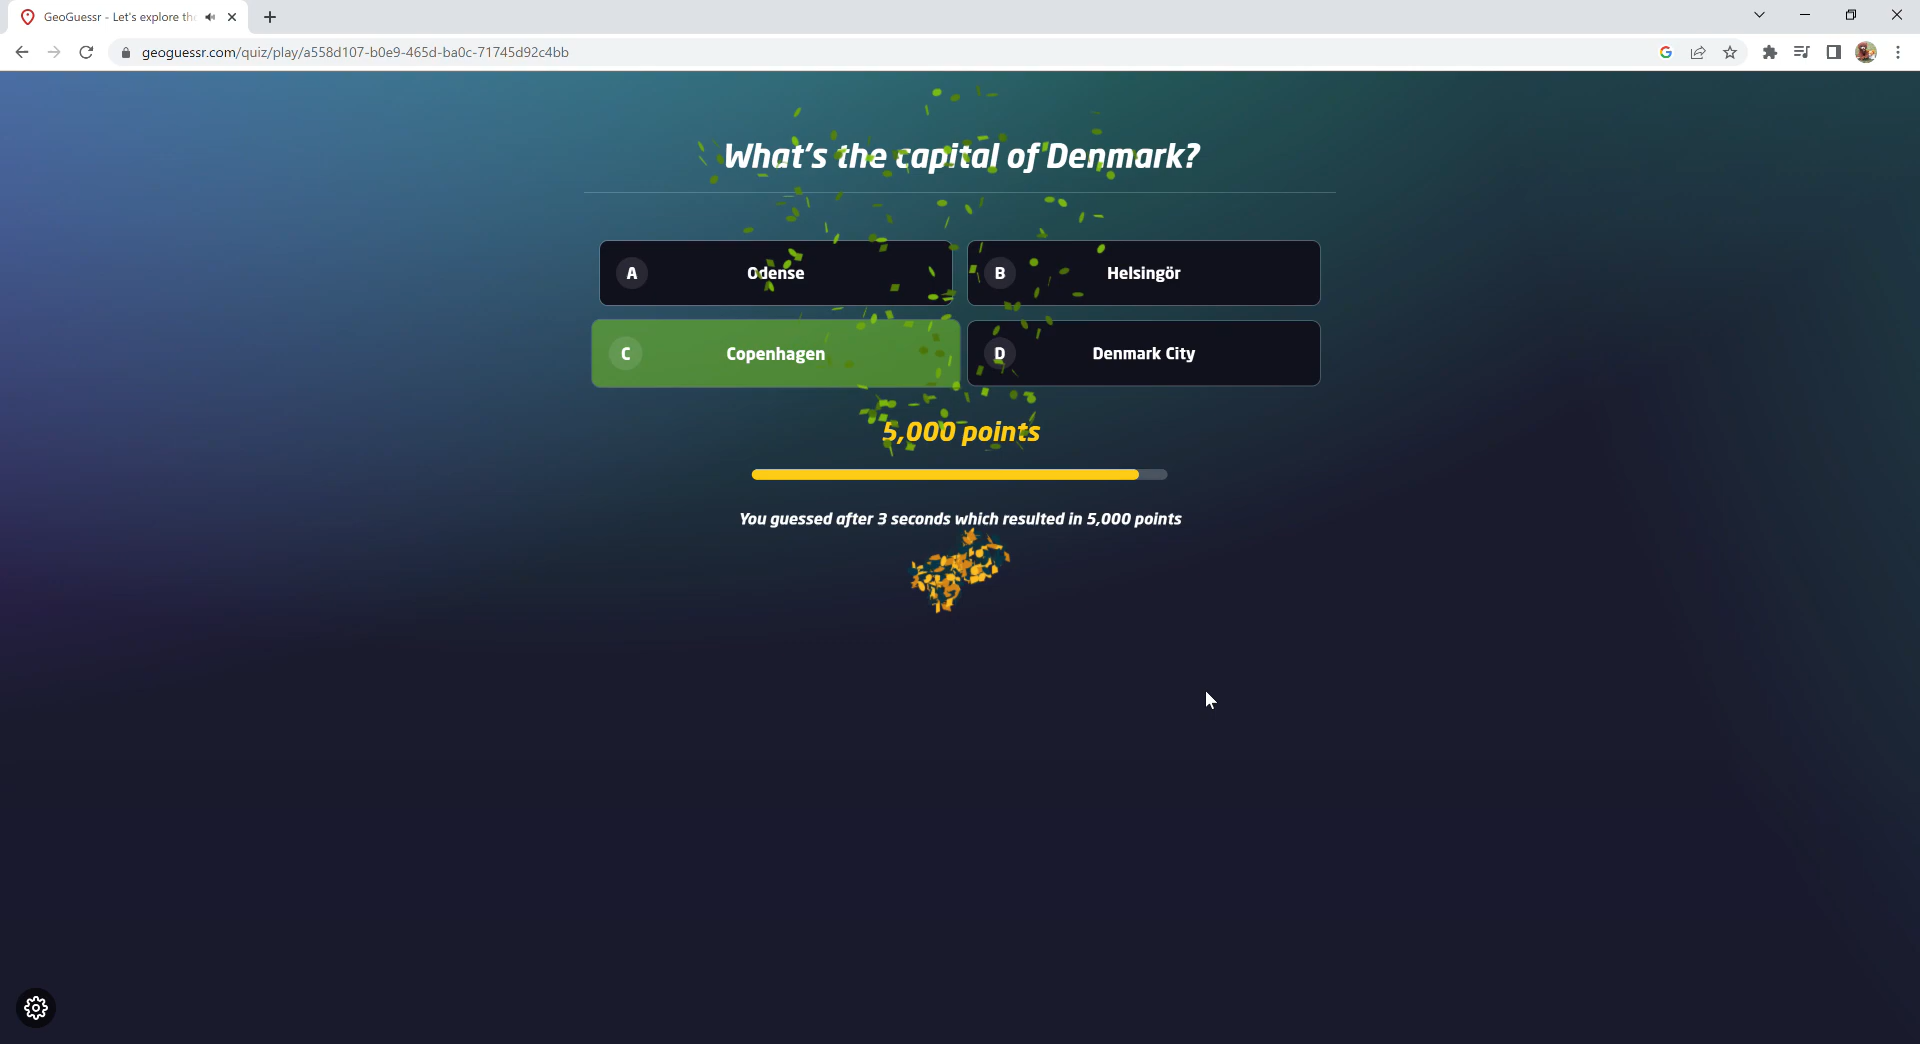 GeoGuessr - Let's explore th
geoguessr.com/quiz/play/a558d107-b0e9-465d-ba0c-71745d92c4bb
What's the capital of Denmark?
A Odense
B Helsingör
C Copenhagen
D Denmark City
5,000 points
You guessed after 3 seconds which resulted in 5,000 points